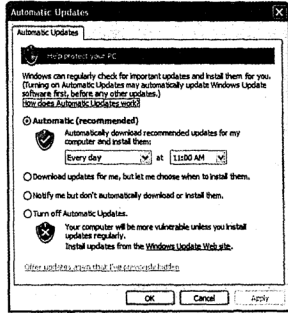 Automatic Updates
Automatic Updates
Help protect your PC
Windows can regularly check for important updates and install them for you.
(Turning on Automatic Updates may automatically update Windows Update
software first, before any other updates.)
How does Automatic Updates work?
Automatic (recommended)
Automatically download recommended updates for my
computer and install them:
Every day at 11:00 AM
Download updates for me, but let me choose when to install them.
Notify me but don't automatically download or install them.
Turn off Automatic Updates.
Your computer will be more vulnerable unless you install
updates regularly.
Install updates from the Windows Update Web site.
Offer updates again that I've previously hidden
OK Cancel Apply